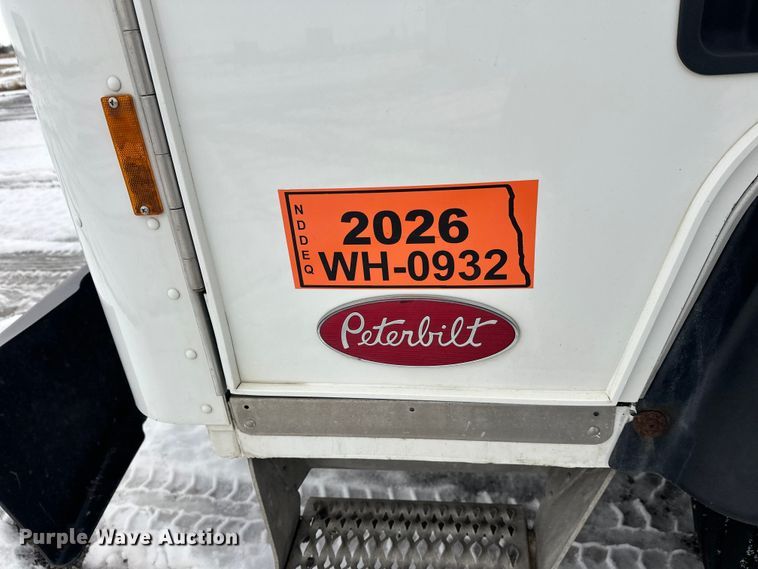 NDDEQ
2026
WH-0932
Peterbilt
Purple Wave Auction